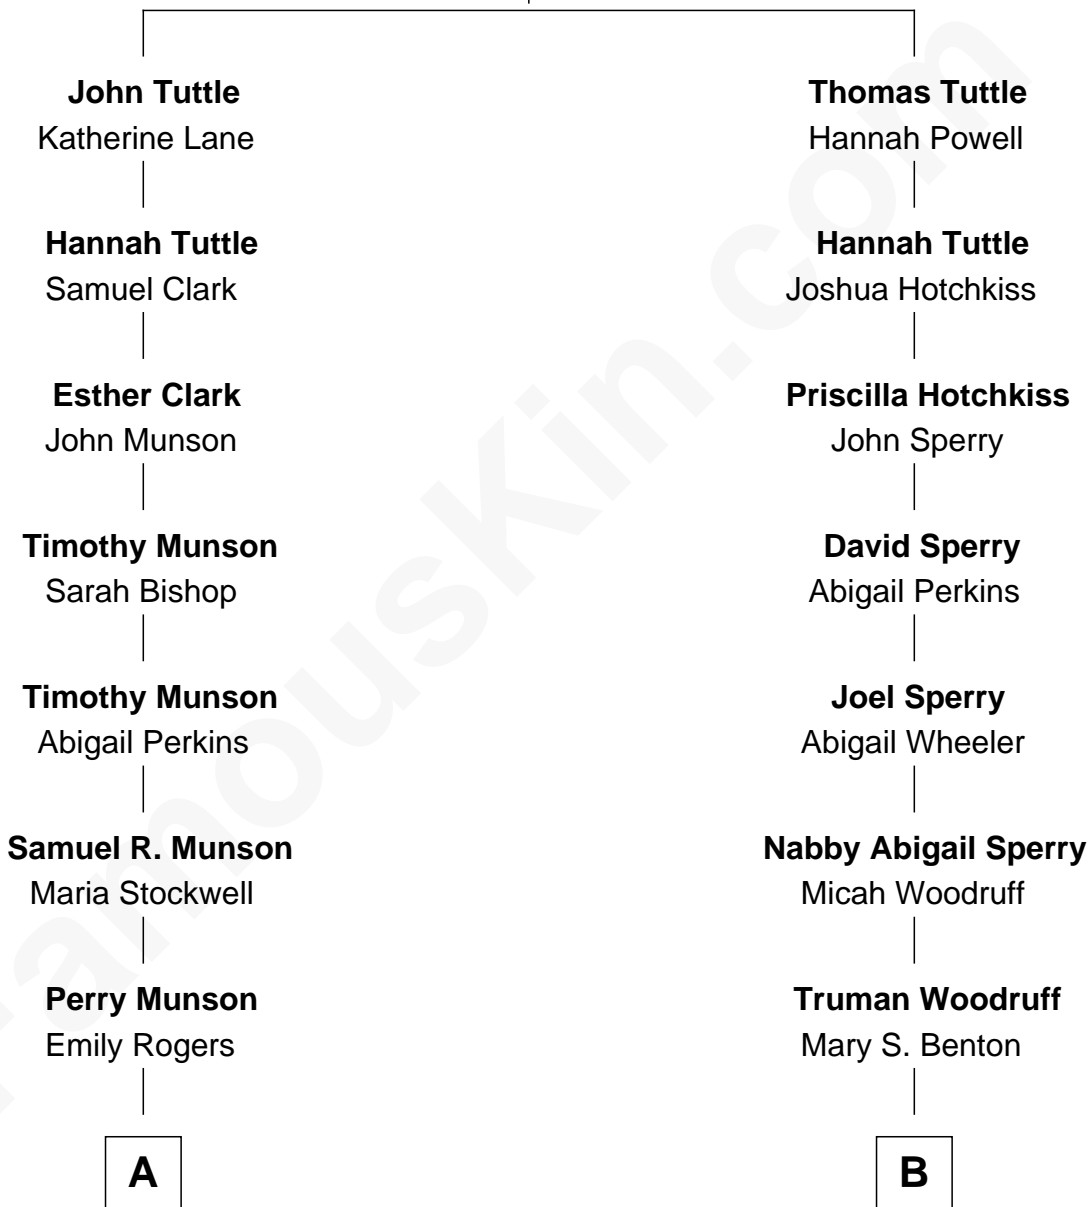 John Tuttle
Katherine Lane
Hannah Tuttle
Samuel Clark
Esther Clark
John Munson
Timothy Munson
Sarah Bishop
Timothy Munson
Abigail Perkins
Samuel R. Munson
Maria Stockwell
Perry Munson
Emily Rogers
A
Thomas Tuttle
Hannah Powell
Hannah Tuttle
Joshua Hotchkiss
Priscilla Hotchkiss
John Sperry
David Sperry
Abigail Perkins
Joel Sperry
Abigail Wheeler
Nabby Abigail Sperry
Micah Woodruff
Truman Woodruff
Mary S. Benton
B
FamousKin.com